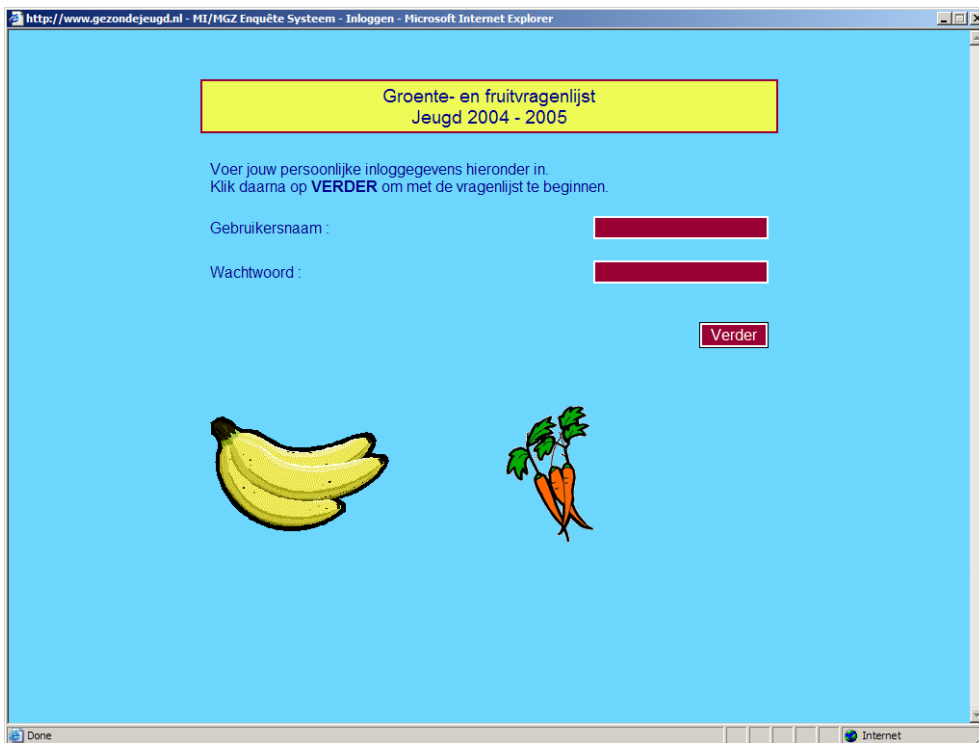 http://www.gezondejeugd.nl - MI/MGZ Enquête Systeem - Inloggen - Microsoft Internet Explorer
Groente- en fruitvragenlijst
Jeugd 2004 - 2005
Voer jouw persoonlijke inloggegevens hieronder in.
Klik daarna op VERDER om met de vragenlijst te beginnen.
Gebruikersnaam :
Wachtwoord :
Verder
Done
Internet